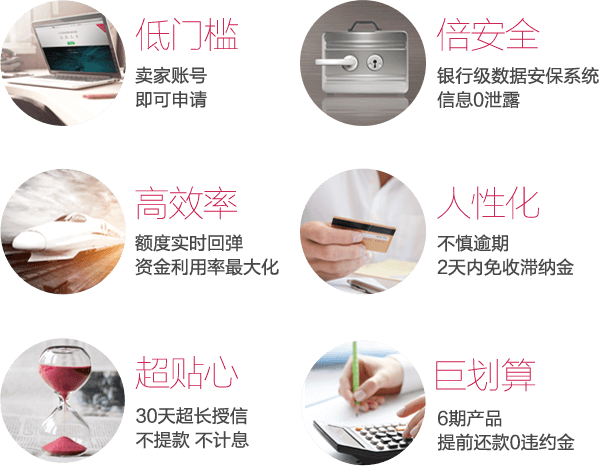 低门槛
卖家账号
即可申请
倍安全
银行级数据安保系统
信息0泄露
高效率
额度实时回弹
资金利用率最大化
人性化
不慎逾期
2天内免收滞纳金
超贴心
30天超长授信
不提款 不计息
巨划算
6期产品
提前还款0违约金